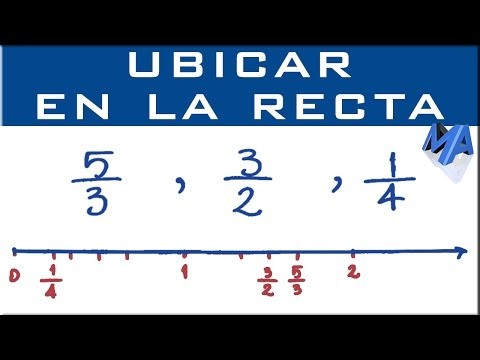 UBICAR
EN LA RECTA
5/3 , 3/2 , 1/4
0 1/4 1 3/2 5/3 2
MA